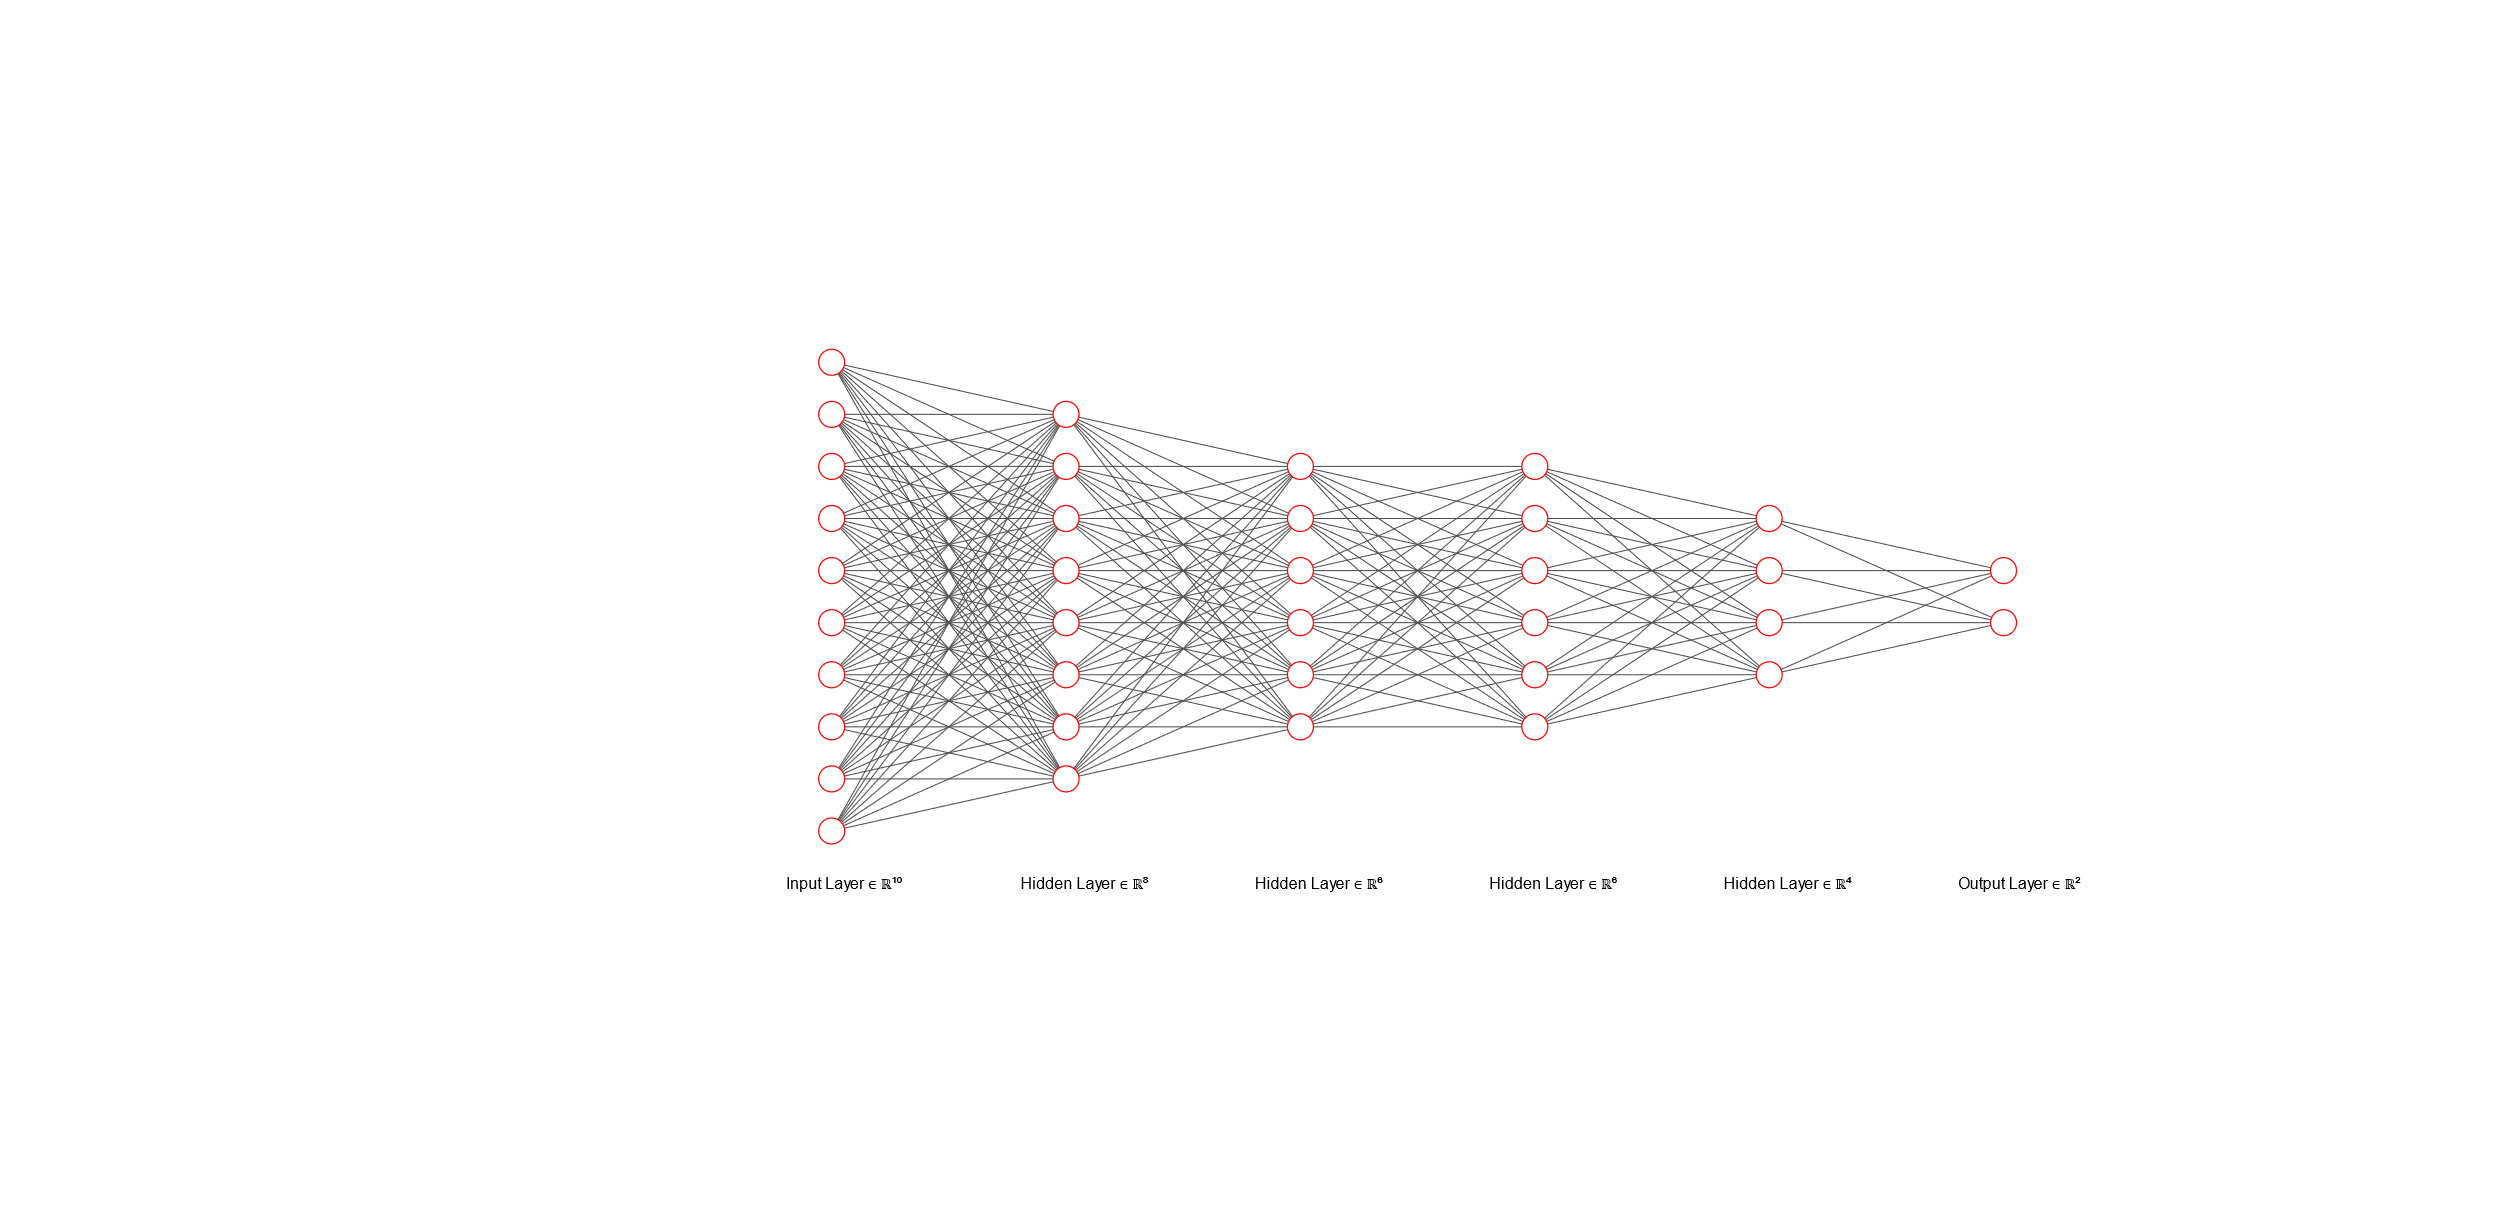 Input Layer ∈ ℝ¹⁰
Hidden Layer ∈ ℝ⁸
Hidden Layer ∈ ℝ⁶
Hidden Layer ∈ ℝ⁶
Hidden Layer ∈ ℝ⁴
Output Layer ∈ ℝ²